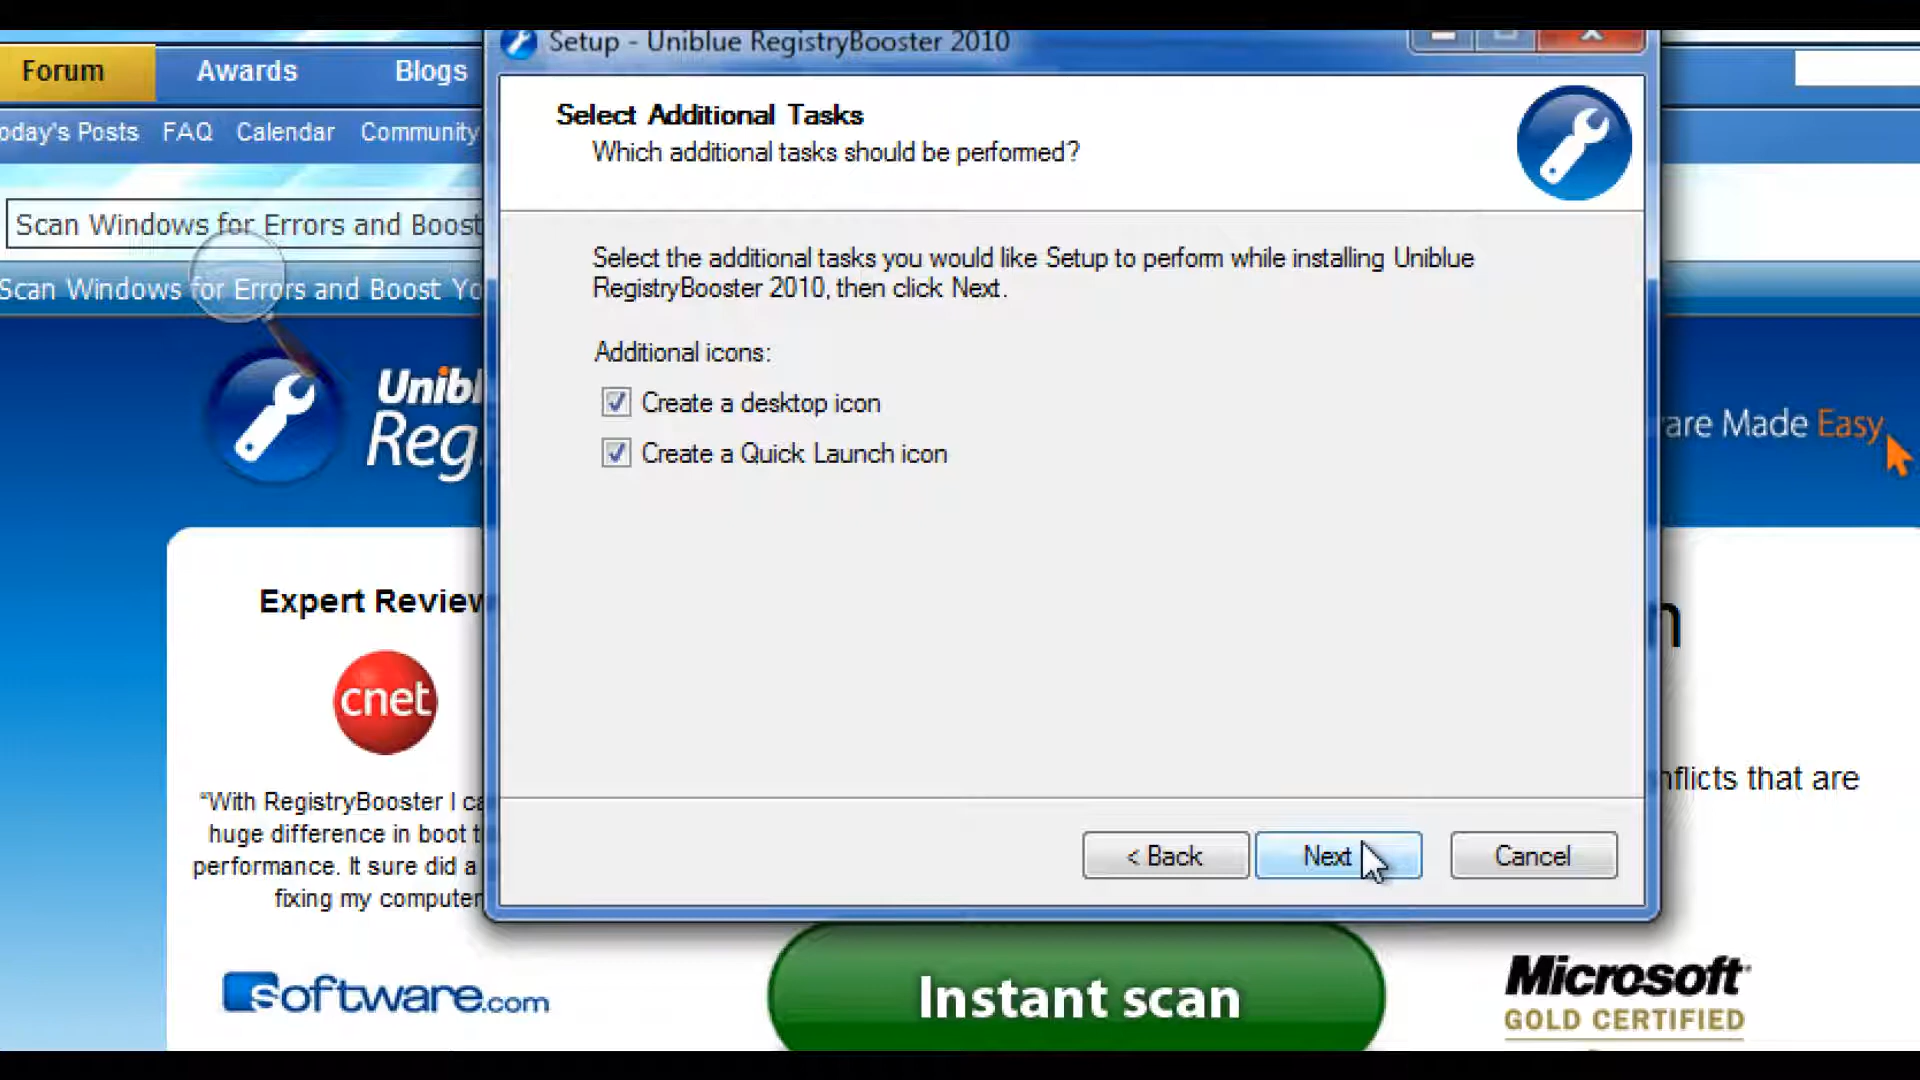 Setup - Uniblue RegistryBooster 2010
Forum
Awards
Blogs
oday's Posts
FAQ
Calendar
Community
Scan Windows for Errors and Boost
Scan Windows for Errors and Boost Yo
Select Additional Tasks
Which additional tasks should be performed?
Select the additional tasks you would like Setup to perform while installing Uniblue
RegistryBooster 2010, then click Next.
Additional icons:
Create a desktop icon
Create a Quick Launch icon
Unibl
Reg
are Made Easy
Expert Review
cnet
n
"With RegistryBooster I ca
huge difference in boot t
performance. It sure did a
fixing my computer
nflicts that are
< Back
Next
Cancel
software.com
Instant scan
Microsoft
GOLD CERTIFIED